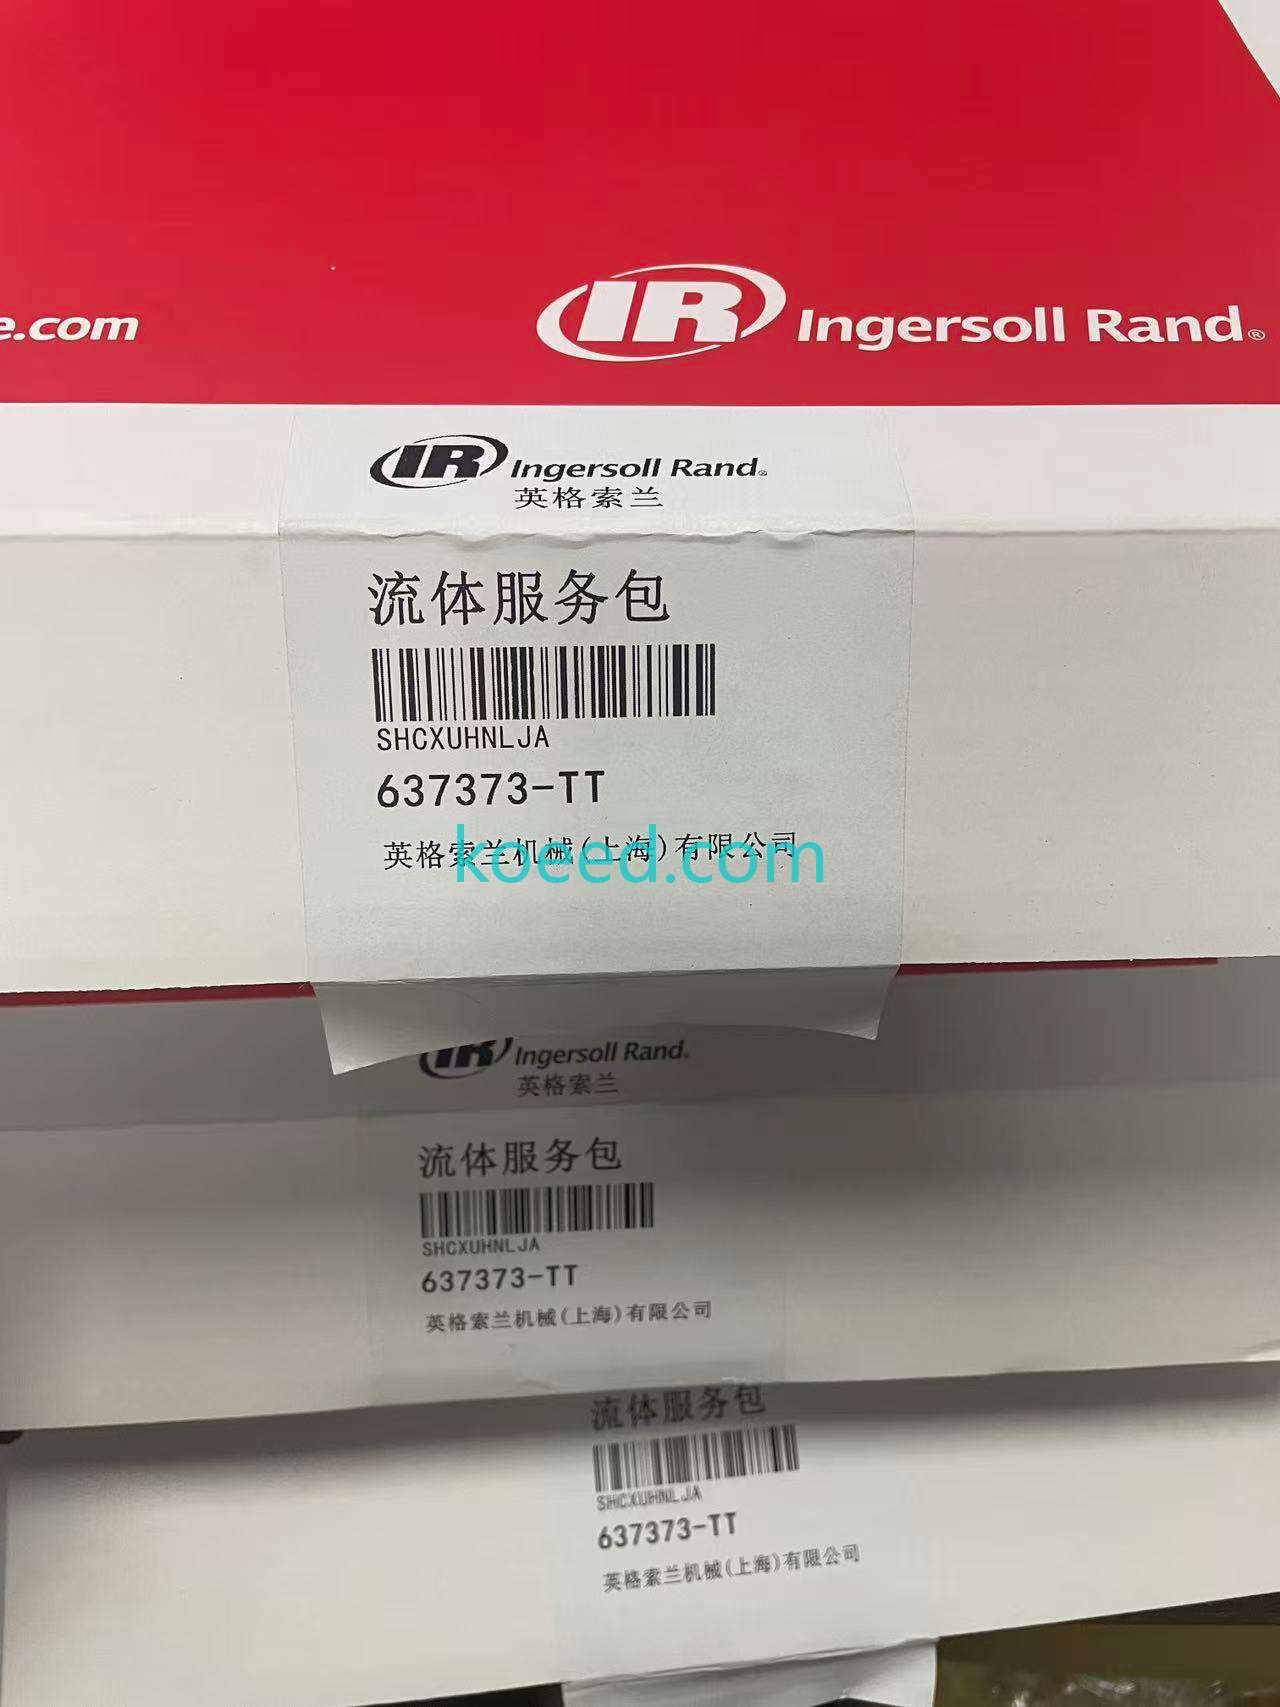 e.com
IR Ingersoll Rand®
IR Ingersoll Rand®
英格索兰
流体服务包
SHCXUHNLJA
637373-TT
英格索兰机械(上海)有限公司
koeed.com
IR Ingersoll Rand®
英格索兰
流体服务包
SHCXUHNLJA
637373-TT
英格索兰机械(上海)有限公司
流体服务包
SHCXUHNLJA
637373-TT
英格索兰机械(上海)有限公司